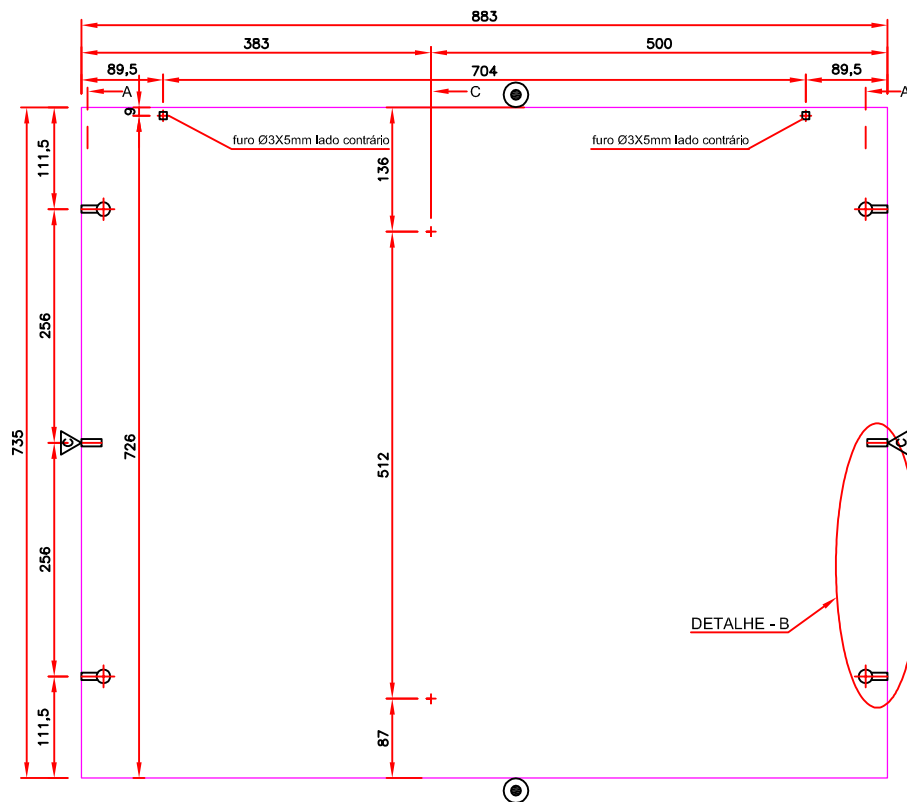 883
383
500
89,5
704
89,5
A
C
A
9
furo Ø3X5mm lado contrário
furo Ø3X5mm lado contrário
111,5
136
256
735
C
726
512
C
256
DETALHE - B
111,5
87